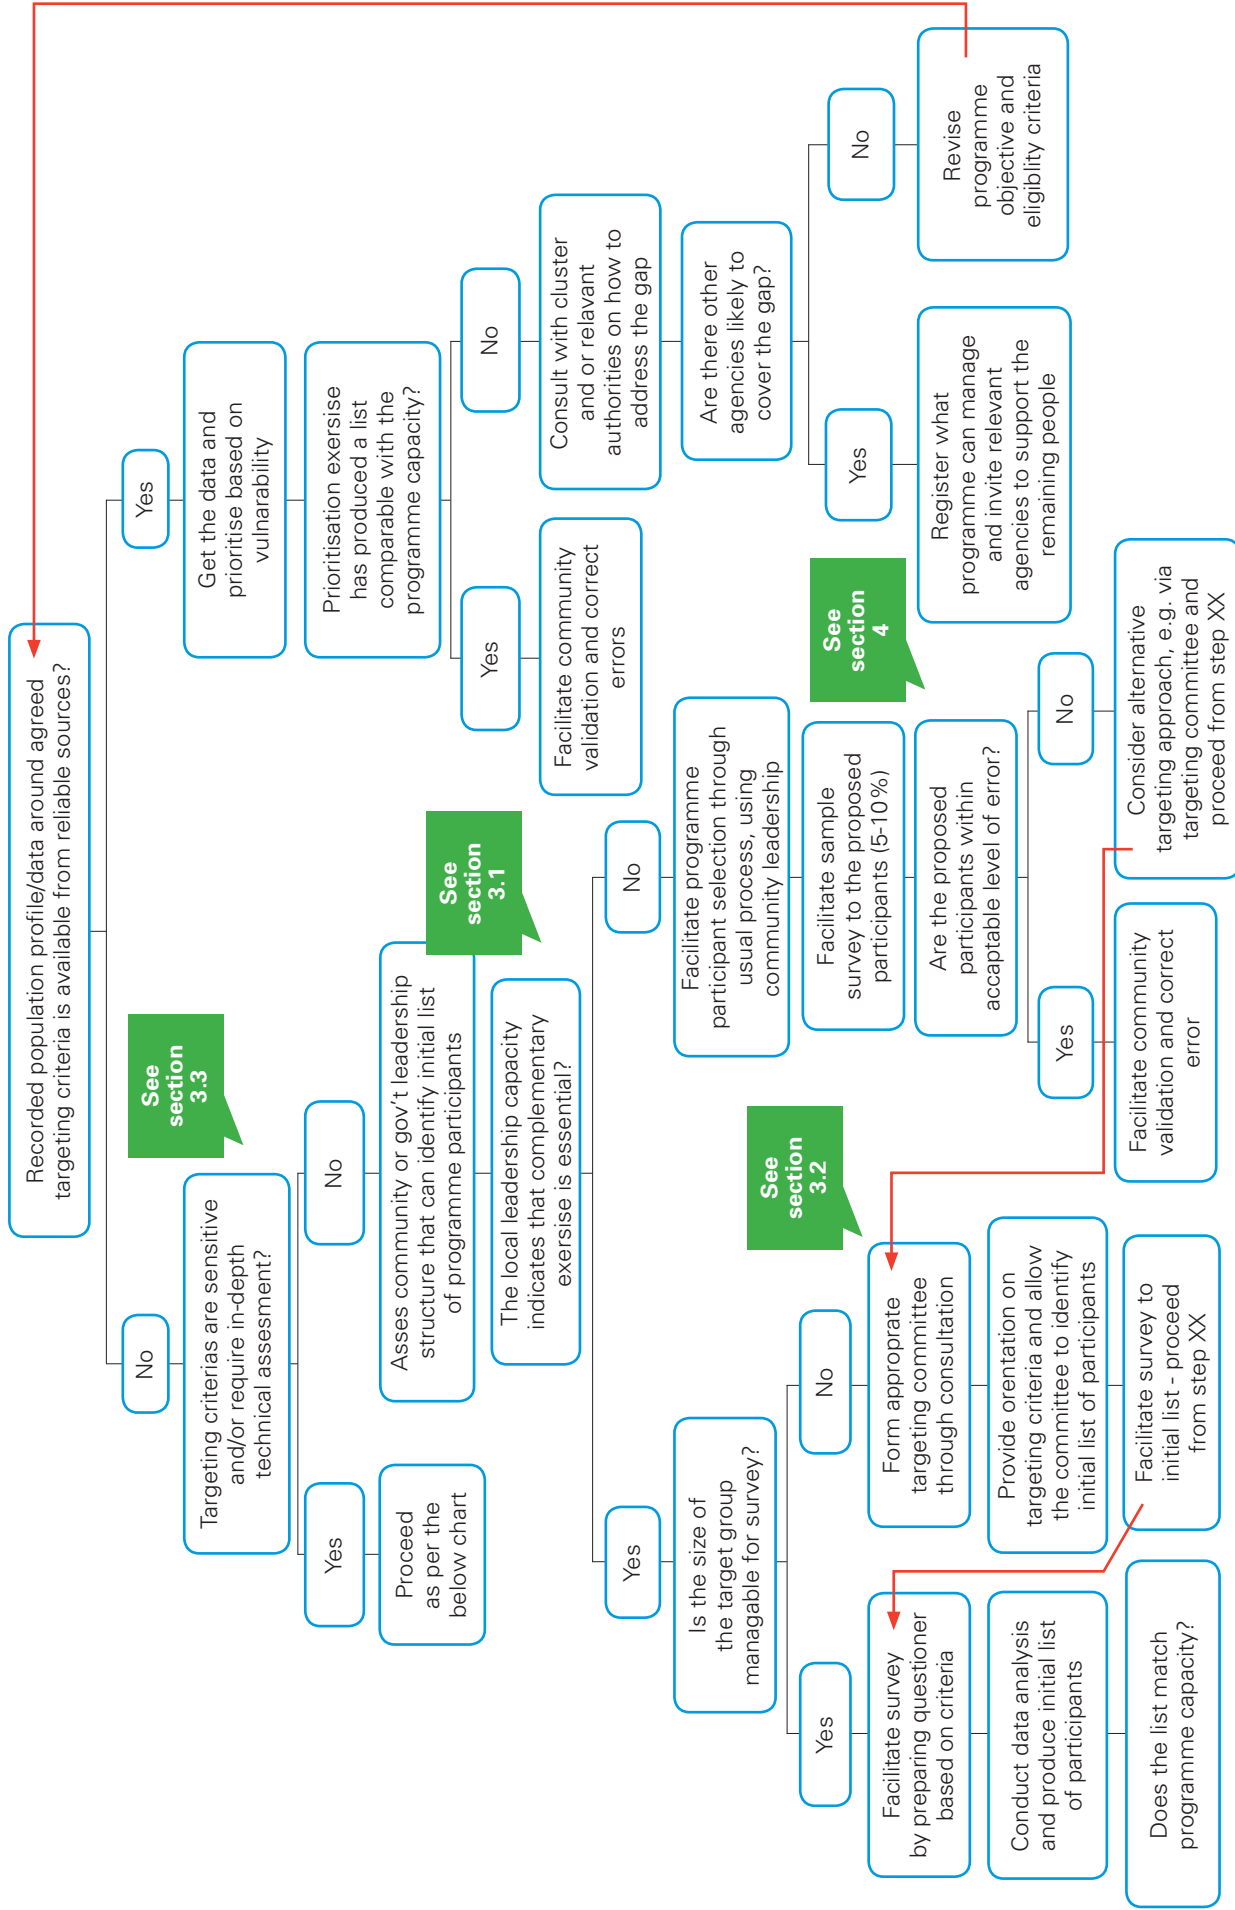 Recorded population profile/data around agreed
targeting criteria is available from reliable sources?
No
Yes
See
section
3.3
Targeting criterias are sensitive
and/or require in-depth
technical assesment?
Get the data and
prioritise based on
vulnarability
Yes
No
Prioritisation exersise
has produced a list
comparable with the
programme capacity?
Proceed
as per the
below chart
Asses community or gov't leadership
structure that can identify initial list
of programme participants
See
section
3.1
Yes
No
The local leadership capacity
indicates that complementary
exersise is essential?
Facilitate community
validation and correct
errors
Consult with cluster
and or relavant
authorities on how to
address the gap
Yes
No
Is the size of
the target group
managable for survey?
Facilitate programme
participant selection through
usual process, using
community leadership
Are there other
agencies likely to
cover the gap?
See
section
3.2
See
section
4
Yes
No
Facilitate sample
survey to the proposed
participants (5-10%)
Yes
No
Facilitate survey
by preparing questioner
based on criteria
Form approprate
targeting committee
through consultation
Are the proposed
participants within
accaptable level of error?
Register what
programme can manage
and invite relevant
agencies to support the
remaining people
Revise
programme
objective and
eligiblity criteria
Conduct data analysis
and produce initial list
of participants
Provide orentation on
targeting criteria and allow
the committee to identify
initial list of participants
Yes
No
Does the list match
programme capacity?
Facilitate survey to
initial list - proceed
from step XX
Facilitate community
validation and correct
error
Consider alternative
targeting approach, e.g. via
targeting committee and
proceed from step XX